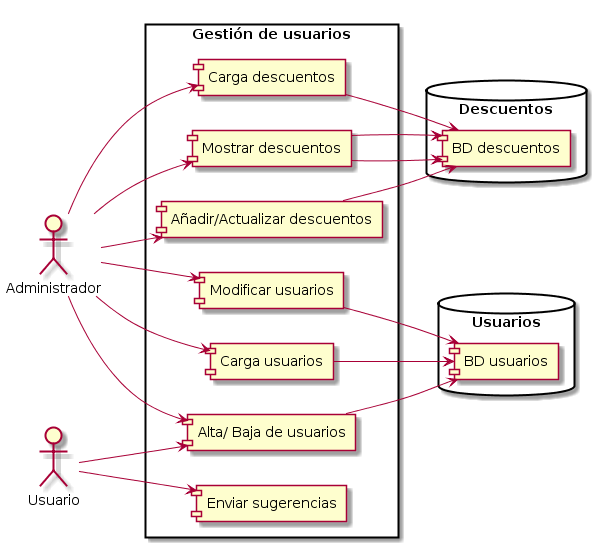 Gestión de usuarios
Carga descuentos
Descuentos
Mostrar descuentos
BD descuentos
Añadir/Actualizar descuentos
Administrador
Modificar usuarios
Usuarios
Carga usuarios
BD usuarios
Alta/ Baja de usuarios
Usuario
Enviar sugerencias